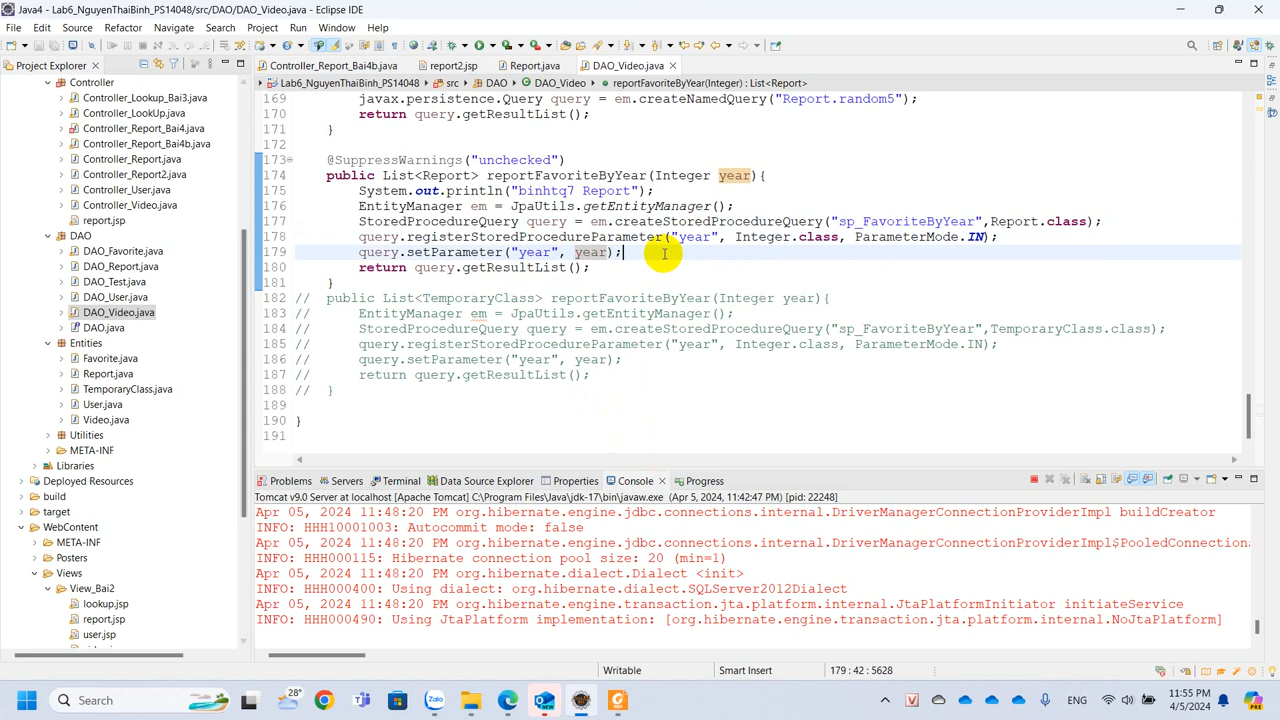 Java4 - Lab6_NguyenThaiBinh_PS14048/src/DAO/DAO_Video.java - Eclipse IDE
File Edit Source Refactor Navigate Search Project Run Window Help
Project Explorer
Controller_Report_Bai4b.java report2.jsp Report.java DAO_Video.java
Lab6_NguyenThaiBinh_PS14048 src DAO DAO_Video reportFavoriteByYear(Integer) : List<Report>
Controller
Controller_Lookup_Bai3.java
Controller_LookUp.java
Controller_Report_Bai4.java
Controller_Report_Bai4b.java
Controller_Report.java
Controller_Report2.java
Controller_User.java
Controller_Video.java
report.jsp
DAO
DAO_Favorite.java
DAO_Report.java
DAO_Test.java
DAO_User.java
DAO_Video.java
DAO.java
Entities
Favorite.java
Report.java
TemporaryClass.java
User.java
Video.java
Utilities
META-INF
Libraries
Deployed Resources
build
target
WebContent
META-INF
Posters
Views
View_Bai2
lookup.jsp
report.jsp
user.jsp
169 javax.persistence.Query query = em.createNamedQuery("Report.random5");
170 return query.getResultList();
171 }
172
173 @SuppressWarnings("unchecked")
174 public List<Report> reportFavoriteByYear(Integer year){
175 System.out.println("binhtq7 Report");
176 EntityManager em = JpaUtils.getEntityManager();
177 StoredProcedureQuery query = em.createStoredProcedureQuery("sp_FavoriteByYear",Report.class);
178 query.registerStoredProcedureParameter("year", Integer.class, ParameterMode.IN);
179 query.setParameter("year", year);
180 return query.getResultList();
181 }
182 // public List<TemporaryClass> reportFavoriteByYear(Integer year){
183 // EntityManager em = JpaUtils.getEntityManager();
184 // StoredProcedureQuery query = em.createStoredProcedureQuery("sp_FavoriteByYear",TemporaryClass.class);
185 // query.registerStoredProcedureParameter("year", Integer.class, ParameterMode.IN);
186 // query.setParameter("year", year);
187 // return query.getResultList();
188 // }
189
190 }
191
Problems Servers Terminal Data Source Explorer Properties Console Progress
Tomcat v9.0 Server at localhost [Apache Tomcat] C:\Program Files\Java\jdk-17\bin\javaw.exe (Apr 5, 2024, 11:42:47 PM) [pid: 22248]
Apr 05, 2024 11:48:20 PM org.hibernate.engine.jdbc.connections.internal.DriverManagerConnectionProviderImpl buildCreator
INFO: HHH10001003: Autocommit mode: false
Apr 05, 2024 11:48:20 PM org.hibernate.engine.jdbc.connections.internal.DriverManagerConnectionProviderImpl$PooledConnection
INFO: HHH000115: Hibernate connection pool size: 20 (min=1)
Apr 05, 2024 11:48:20 PM org.hibernate.dialect.Dialect <init>
INFO: HHH000400: Using dialect: org.hibernate.dialect.SQLServer2012Dialect
Apr 05, 2024 11:48:20 PM org.hibernate.engine.transaction.jta.platform.internal.JtaPlatformInitiator initiateService
INFO: HHH000490: Using JtaPlatform implementation: [org.hibernate.engine.transaction.jta.platform.internal.NoJtaPlatform]
Writable Smart Insert 179 : 42 : 5628
Search
28°
Zalo
NEW
ENG
11:55 PM
4/5/2024
PRE